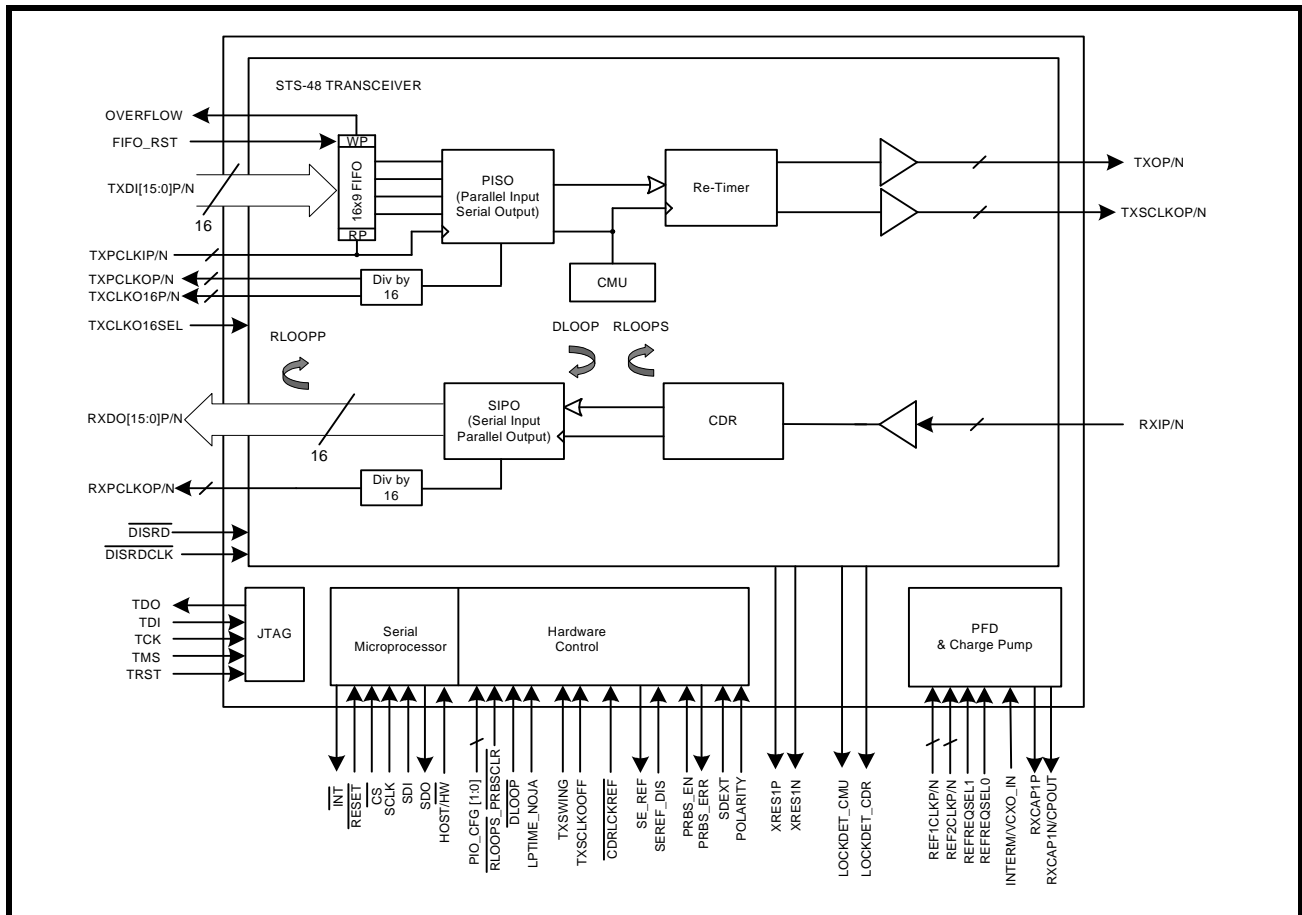 STS-48 TRANSCEIVER
OVERFLOW
FIFO_RST
TXDI[15:0]P/N
16
TXPCLKIP/N
TXPCLKOP/N
TXCLKO16P/N
TXCLKO16SEL
WP
16x9 FIFO
RP
PISO
(Parallel Input
Serial Output)
Re-Timer
TXOP/N
TXSCLKOP/N
Div by
16
CMU
RLOOPP
DLOOP
RLOOPS
RXDO[15:0]P/N
16
SIPO
(Serial Input
Parallel Output)
CDR
RXIP/N
RXPCLKOP/N
Div by
16
DISRD
DISRDCLK
TDO
TDI
TCK
TMS
TRST
JTAG
Serial
Microprocessor
Hardware
Control
PFD
& Charge Pump
INT
RESET
CS
SCLK
SDI
SDO
HOST/HW
PIO_CFG [1:0]
RLOOPS_PRBSCLR
DLOOP
LPTIME_NOJA
TXSWING
TXSCLKOOFF
CDRLCKREF
SE_REF
SEREF_DIS
PRBS_EN
PRBS_ERR
SDEXT
POLARITY
XRES1P
XRES1N
LOCKDET_CMU
LOCKDET_CDR
REF1CLKP/N
REF2CLKP/N
REFREQSEL1
REFREQSEL0
INTERM/VCXO_IN
RXCAP1P
RXCAP1N/CPOUT